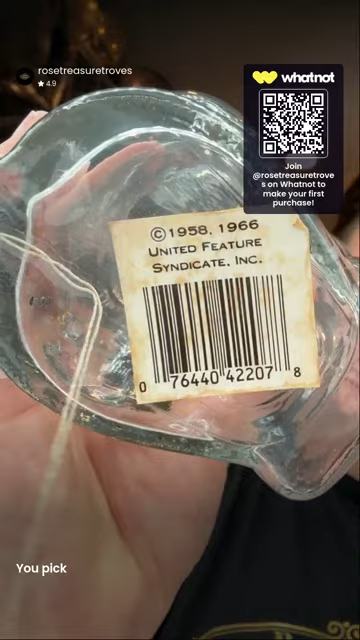 rosetreasuretroves
★ 4.9
whatnot
Join
@rosetreasuretrove
s on Whatnot to
make your first
purchase!
©1958, 1966
UNITED FEATURE
SYNDICATE, INC.
0 76440 42207 8
You pick